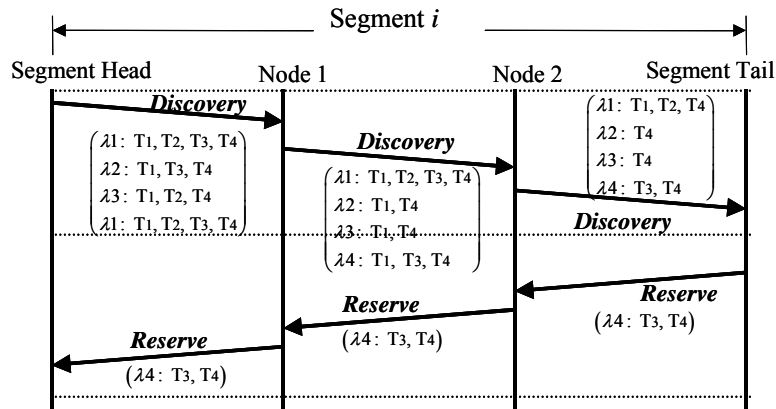 Segment i
Segment Head
Node 1
Node 2
Segment Tail
Discovery
λ1: T1, T2, T3, T4
λ2: T1, T3, T4
λ3: T1, T2, T4
λ1: T1, T2, T3, T4
Discovery
λ1: T1, T2, T3, T4
λ2: T1, T4
λ3: T1, T4
λ4: T1, T3, T4
λ1: T1, T2, T4
λ2: T4
λ3: T4
λ4: T3, T4
Discovery
Reserve
(λ4: T3, T4)
Reserve
(λ4: T3, T4)
Reserve
(λ4: T3, T4)